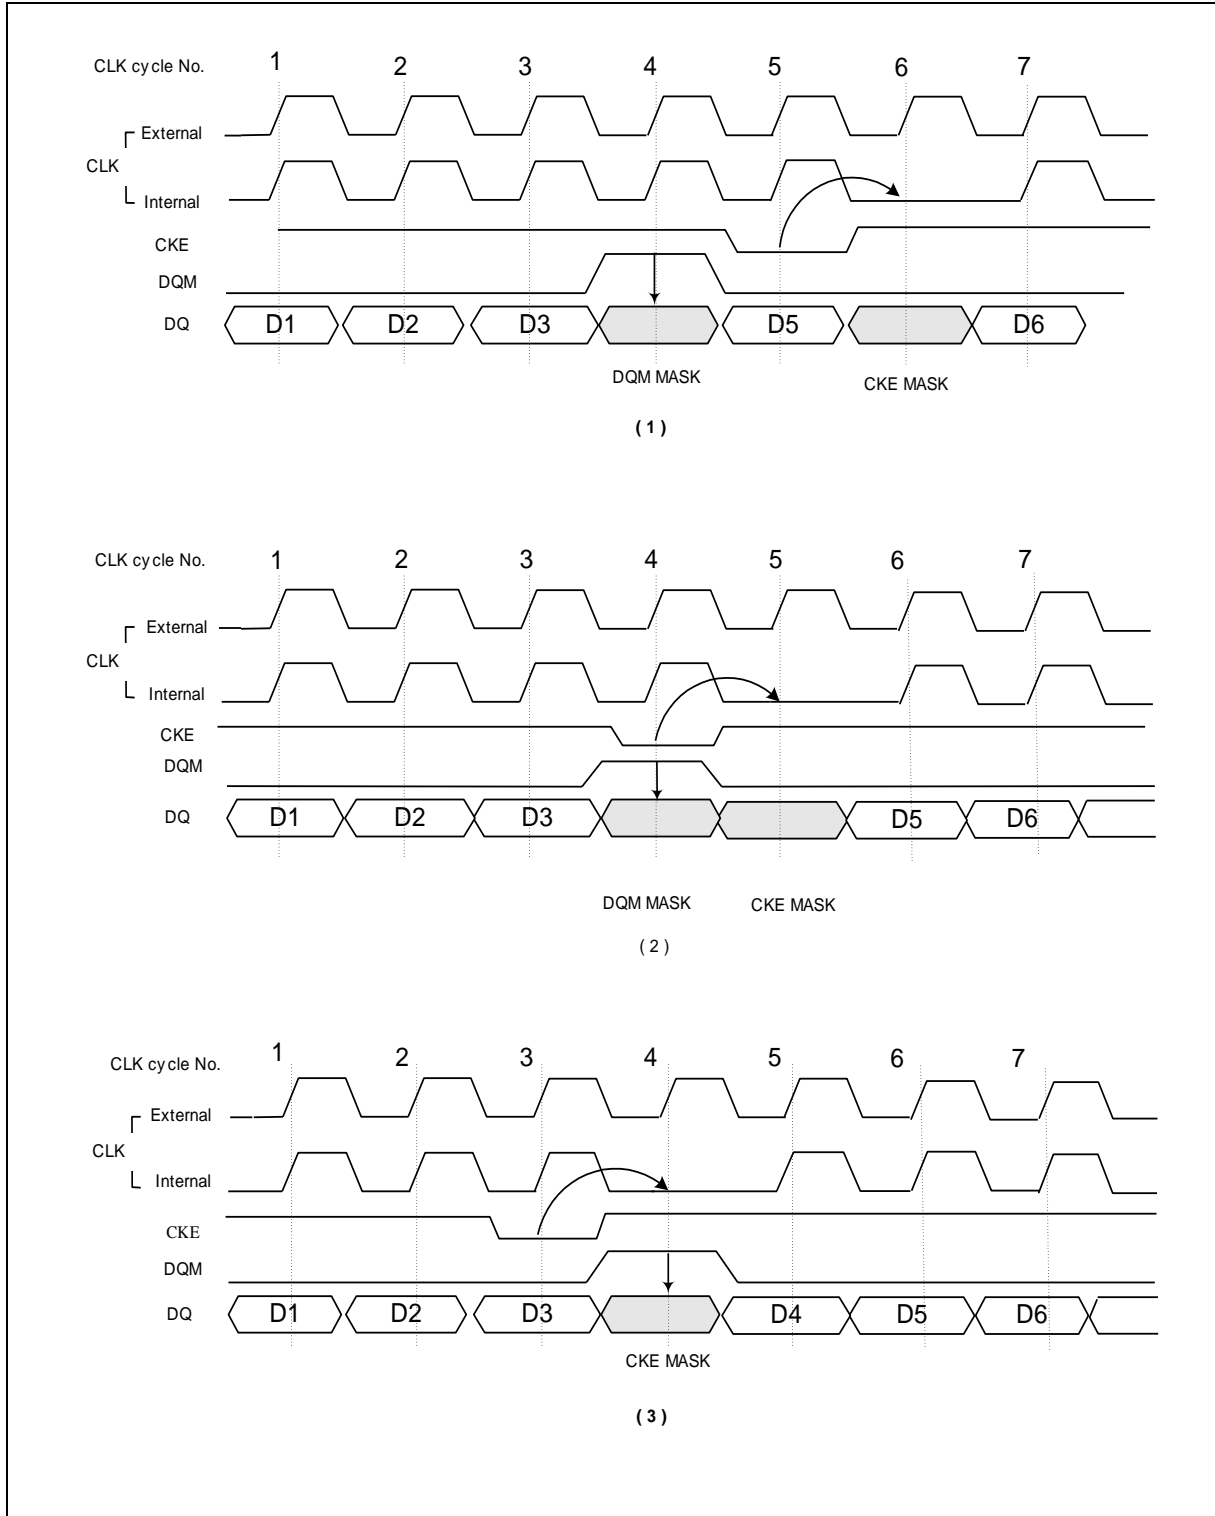 CLK cycle No. 1 2 3 4 5 6 7
External
CLK
Internal
CKE
DQM
DQ D1 D2 D3 D5 D6
DQM MASK CKE MASK
( 1 )
CLK cycle No. 1 2 3 4 5 6 7
External
CLK
Internal
CKE
DQM
DQ D1 D2 D3 D5 D6
DQM MASK CKE MASK
( 2 )
CLK cycle No. 1 2 3 4 5 6 7
External
CLK
Internal
CKE
DQM
DQ D1 D2 D3 D4 D5 D6
CKE MASK
( 3 )